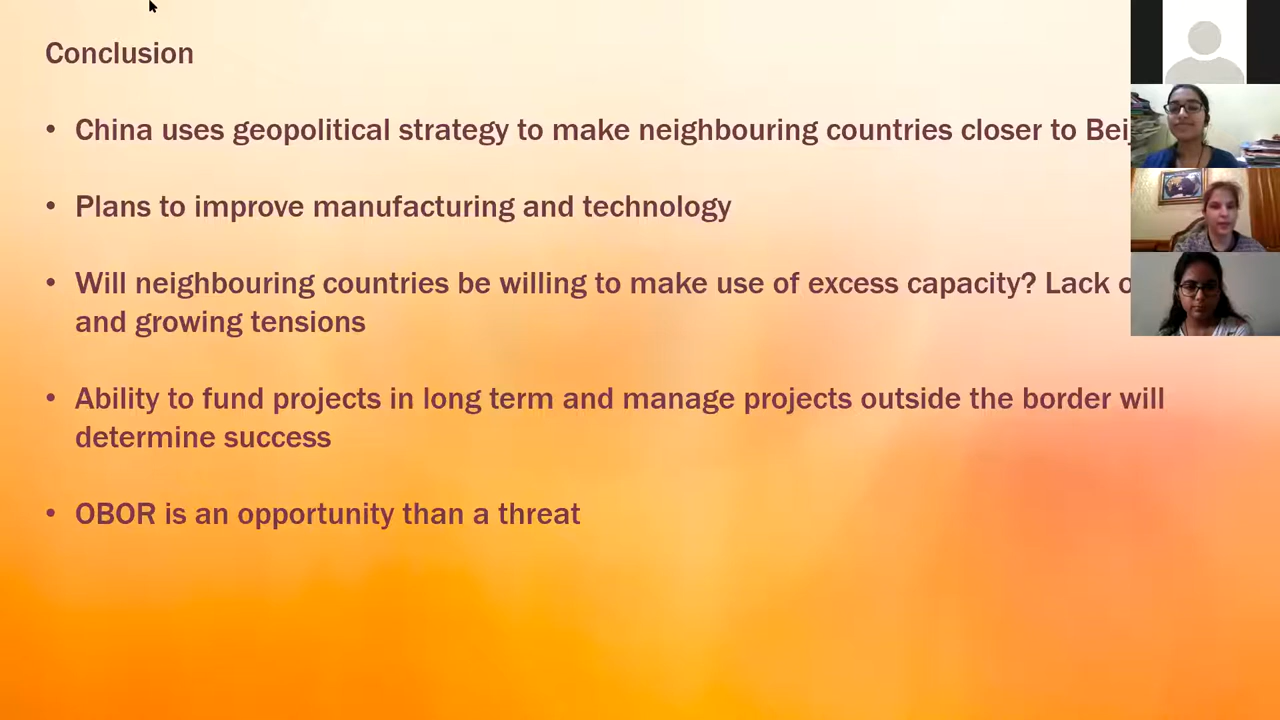 Conclusion
• China uses geopolitical strategy to make neighbouring countries closer to
• Plans to improve manufacturing and technology
• Will neighbouring countries be willing to make use of excess capacity? Lack
and growing tensions
• Ability to fund projects in long term and manage projects outside the border will
determine success
• OBOR is an opportunity than a threat